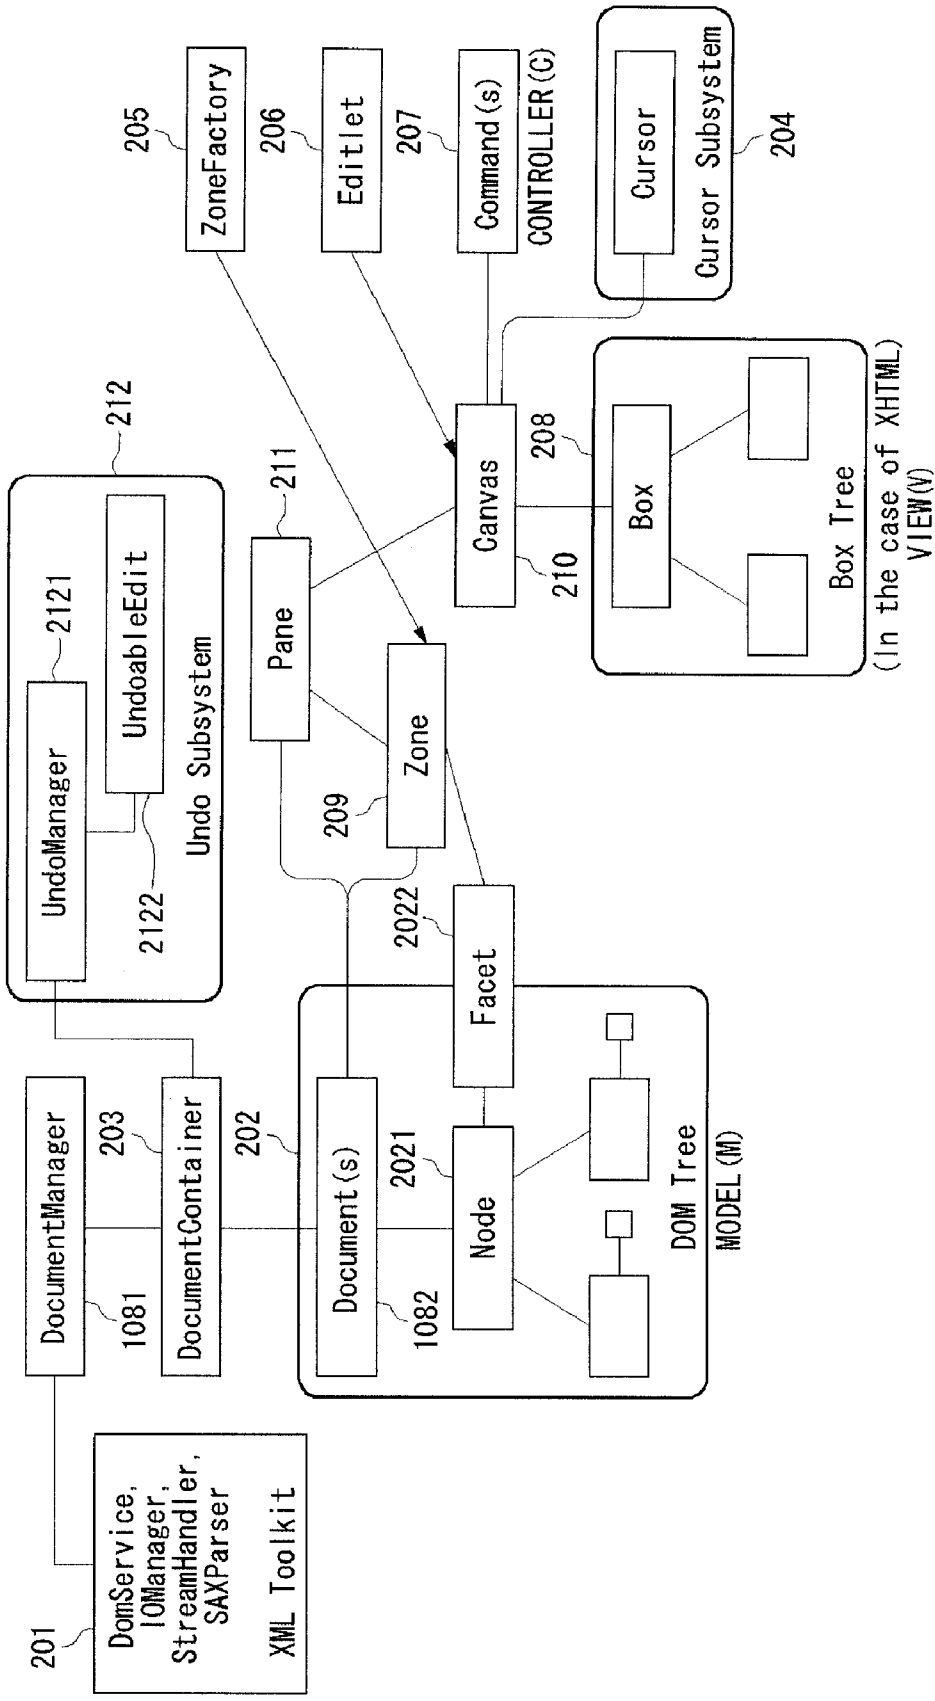 201
DomService,
IOManager,
StreamHandler,
SAXParser
XML Toolkit
DocumentManager
1081
203
DocumentContainer
202
Document(s)
1082
2021
Node
DOM Tree
MODEL(M)
2022
Facet
UndoManager
2121
UndoableEdit
2122
Undo Subsystem
212
Pane
211
Zone
209
Canvas
210
208
Box
Box Tree
(In the case of XHTML)
VIEW(V)
205
ZoneFactory
206
Editlet
207
Command(s)
CONTROLLER(C)
Cursor
Cursor Subsystem
204